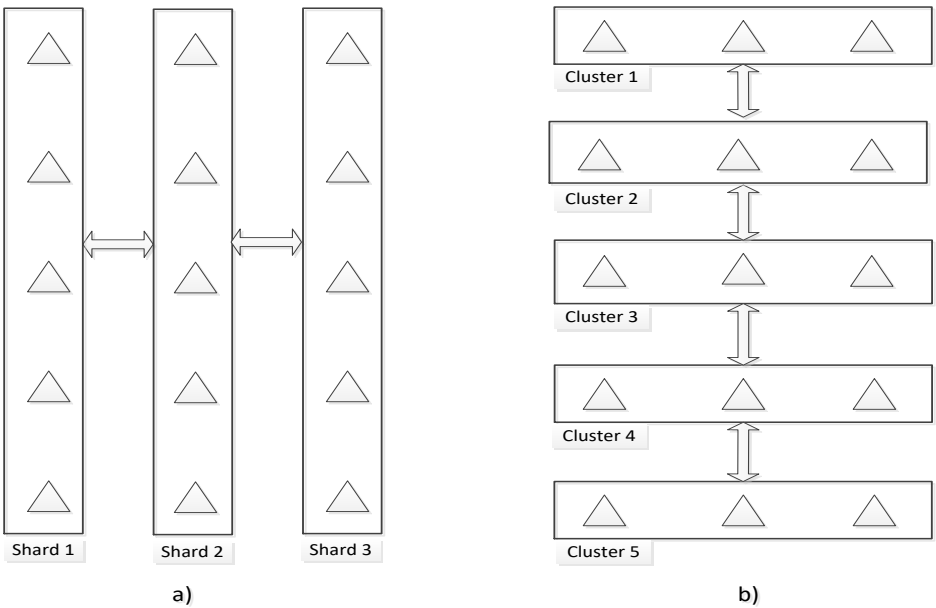 Shard 1
Shard 2
Shard 3
a)
Cluster 1
Cluster 2
Cluster 3
Cluster 4
Cluster 5
b)